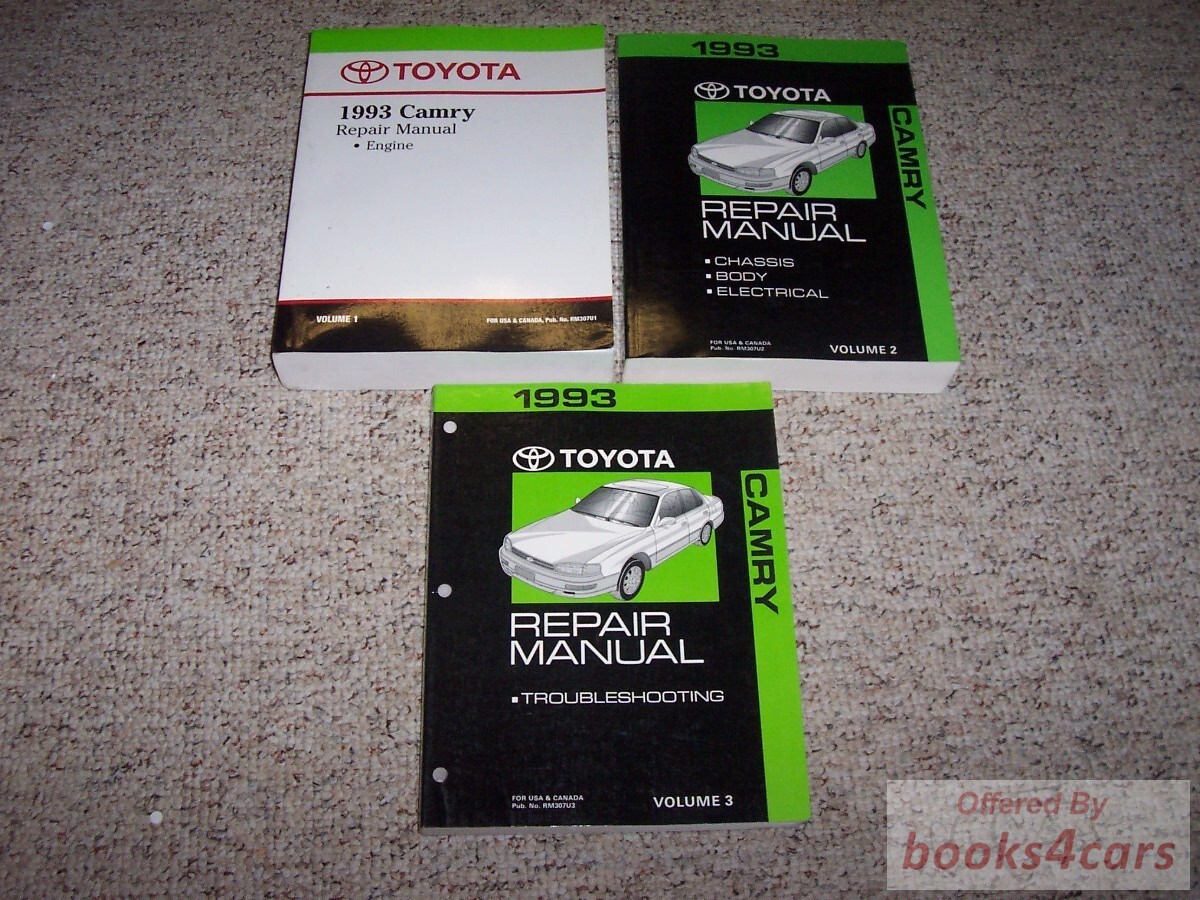 TOYOTA
1993 Camry
Repair Manual
• Engine
VOLUME 1
FOR USA & CANADA, Pub. No. RM307U1
1993
TOYOTA
CAMRY
REPAIR
MANUAL
▪ CHASSIS
▪ BODY
▪ ELECTRICAL
FOR USA & CANADA
Pub. No. RM307U2
VOLUME 2
1993
TOYOTA
CAMRY
REPAIR
MANUAL
▪ TROUBLESHOOTING
FOR USA & CANADA
Pub. No. RM307U3
VOLUME 3
Offered By
books4cars